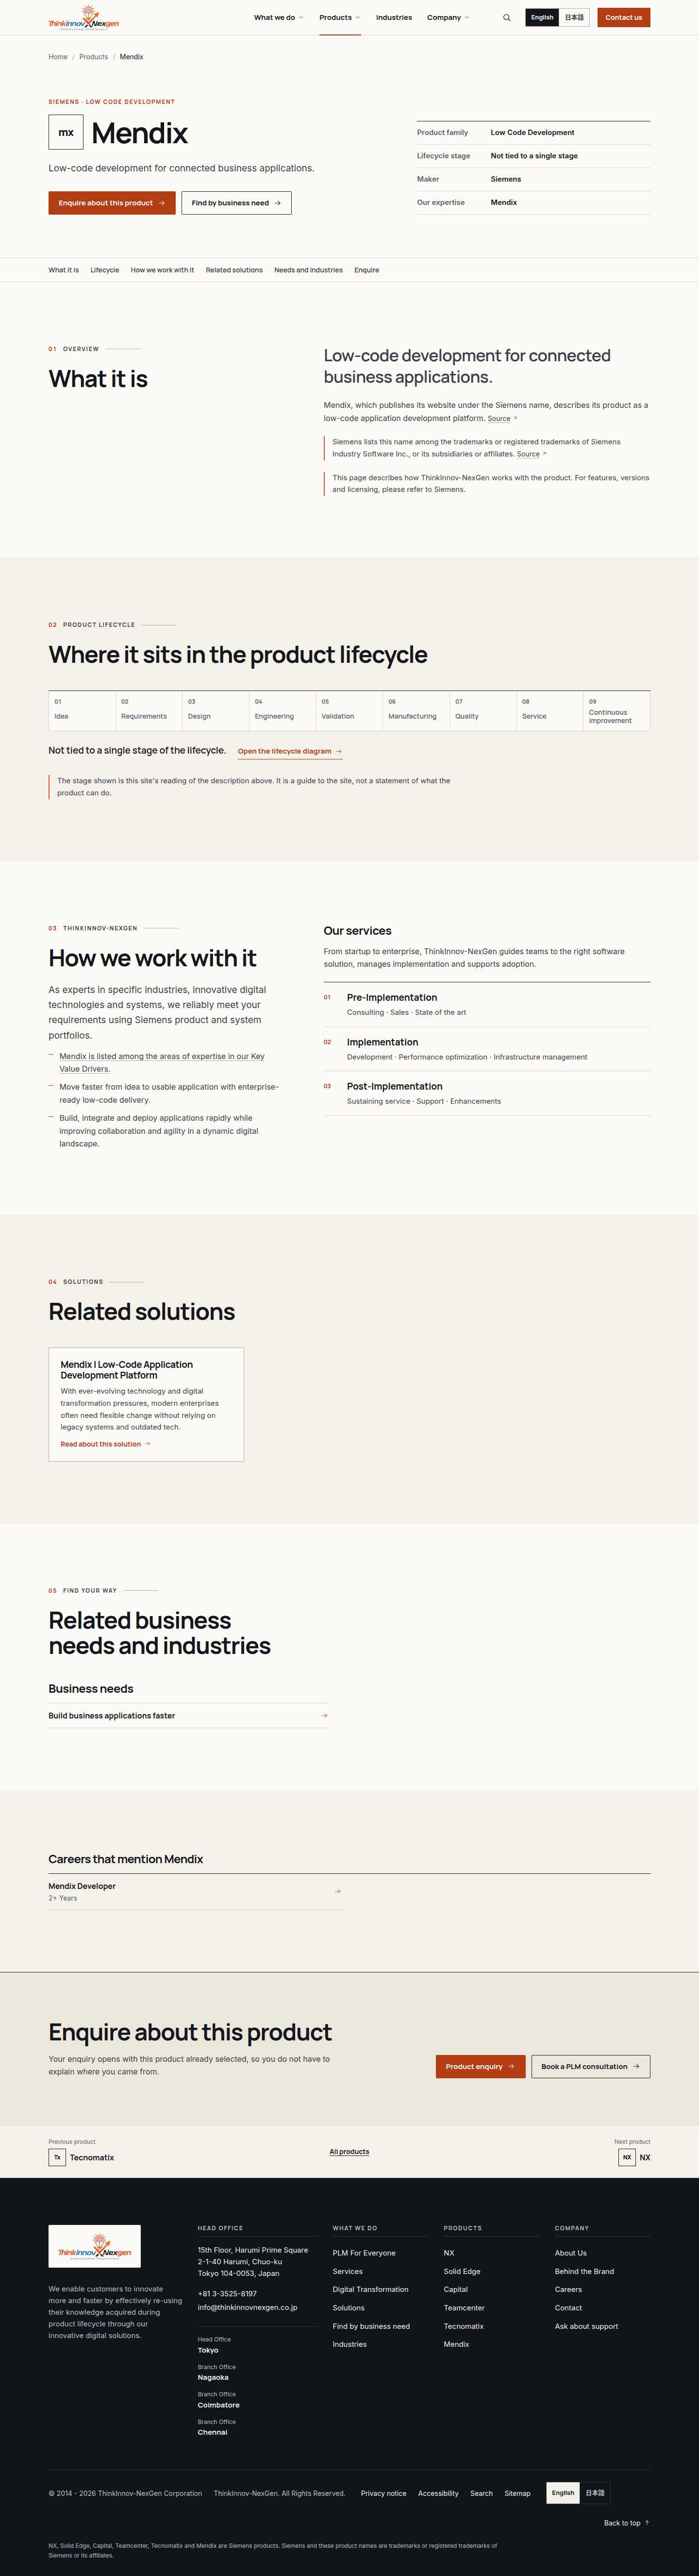 ThinkInnovNexgen
What we do
Products
Industries
Company
English
日本語
Contact us
Home / Products / Mendix
SIEMENS · LOW CODE DEVELOPMENT
mx
Mendix
Low-code development for connected business applications.
Enquire about this product →
Find by business need →
Product family Low Code Development
Lifecycle stage Not tied to a single stage
Maker Siemens
Our expertise Mendix
What it is
Lifecycle
How we work with it
Related solutions
Needs and industries
Enquire
01 OVERVIEW
What it is
Low-code development for connected
business applications.
Mendix, which publishes its website under the Siemens name, describes its product as a
low-code application development platform. Source ↗
Siemens lists this name among the trademarks or registered trademarks of Siemens
Industry Software Inc., or its subsidiaries or affiliates. Source ↗
This page describes how ThinkInnov-NexGen works with the product. For features, versions
and licensing, please refer to Siemens.
02 PRODUCT LIFECYCLE
Where it sits in the product lifecycle
01
Idea
02
Requirements
03
Design
04
Engineering
05
Validation
06
Manufacturing
07
Quality
08
Service
09
Continuous
improvement
Not tied to a single stage of the lifecycle.
Open the lifecycle diagram →
The stage shown is this site's reading of the description above. It is a guide to the site, not a statement of what the
product can do.
03 THINKINNOV-NEXGEN
How we work with it
As experts in specific industries, innovative digital
technologies and systems, we reliably meet your
requirements using Siemens product and system
portfolios.
Mendix is listed among the areas of expertise in our Key
Value Drivers.
Move faster from idea to usable application with enterprise-
ready low-code delivery.
Build, integrate and deploy applications rapidly while
improving collaboration and agility in a dynamic digital
landscape.
Our services
From startup to enterprise, ThinkInnov-NexGen guides teams to the right software
solution, manages implementation and supports adoption.
01 Pre-Implementation
Consulting · Sales · State of the art
02 Implementation
Development · Performance optimization · Infrastructure management
03 Post-Implementation
Sustaining service · Support · Enhancements
04 SOLUTIONS
Related solutions
Mendix | Low-Code Application
Development Platform
With ever-evolving technology and digital
transformation pressures, modern enterprises
often need flexible change without relying on
legacy systems and outdated tech.
Read about this solution →
05 FIND YOUR WAY
Related business
needs and industries
Business needs
Build business applications faster →
Careers that mention Mendix
Mendix Developer
2+ Years
→
Enquire about this product
Your enquiry opens with this product already selected, so you do not have to
explain where you came from.
Product enquiry →
Book a PLM consultation →
Previous product
Tx Tecnomatix
All products
Next product
NX NX
ThinkInnovNexgen
We enable customers to innovate
more and faster by effectively re-using
their knowledge acquired during
product lifecycle through our
innovative digital solutions.
HEAD OFFICE
15th Floor, Harumi Prime Square
2-1-40 Harumi, Chuo-ku
Tokyo 104-0053, Japan
+81 3-3525-8197
info@thinkinnovnexgen.co.jp
Head Office
Tokyo
Branch Office
Nagaoka
Branch Office
Coimbatore
Branch Office
Chennai
WHAT WE DO
PLM For Everyone
Services
Digital Transformation
Solutions
Find by business need
Industries
PRODUCTS
NX
Solid Edge
Capital
Teamcenter
Tecnomatix
Mendix
COMPANY
About Us
Behind the Brand
Careers
Contact
Ask about support
© 2014 - 2026 ThinkInnov-NexGen Corporation
ThinkInnov-NexGen. All Rights Reserved.
Privacy notice
Accessibility
Search
Sitemap
English
日本語
Back to top ↑
NX, Solid Edge, Capital, Teamcenter, Tecnomatix and Mendix are Siemens products. Siemens and these product names are trademarks or registered trademarks of
Siemens or its affiliates.